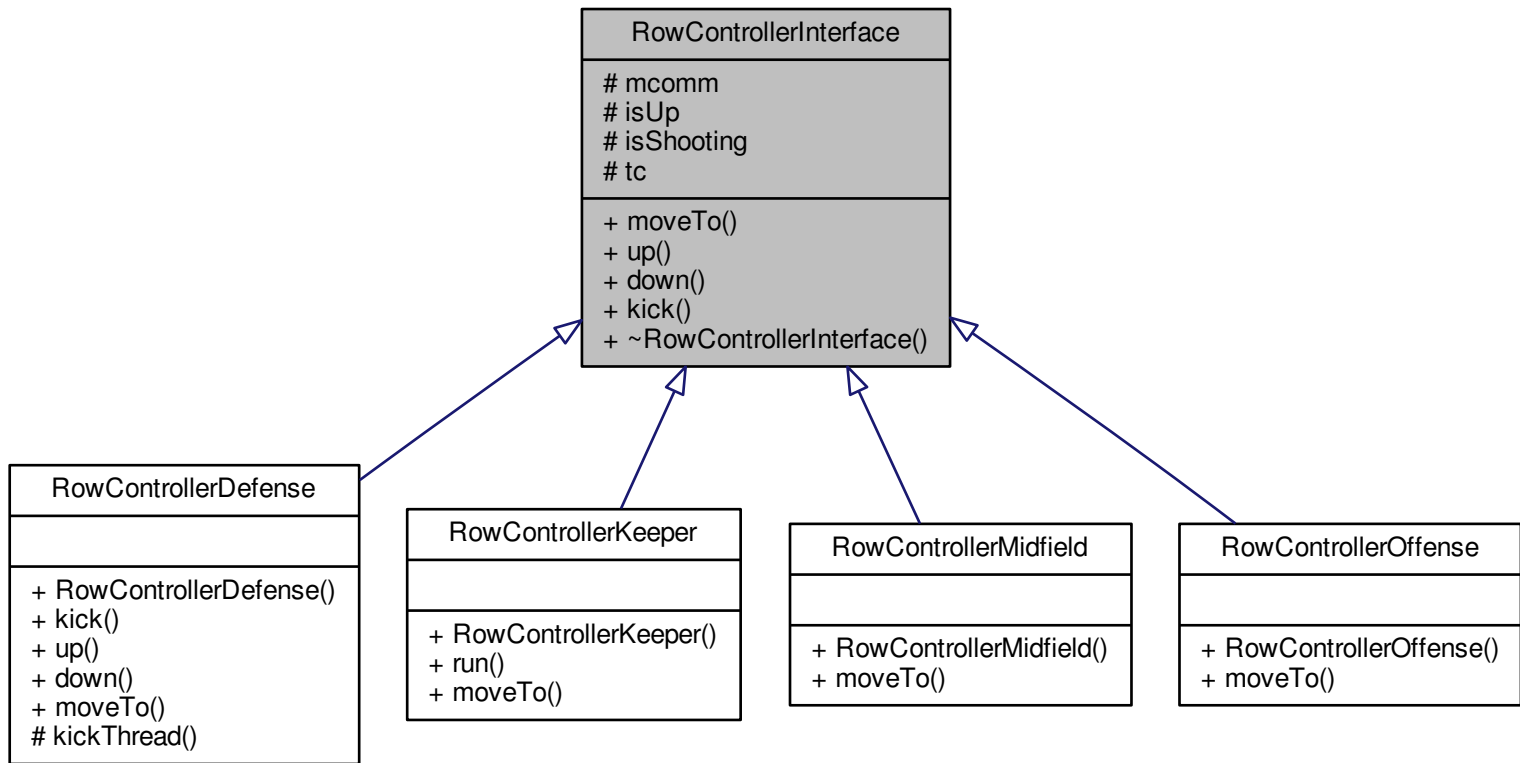 RowControllerInterface
# mcomm
# isUp
# isShooting
# tc
+ moveTo()
+ up()
+ down()
+ kick()
+ ~RowControllerInterface()
RowControllerDefense
+ RowControllerDefense()
+ kick()
+ up()
+ down()
+ moveTo()
# kickThread()
RowControllerKeeper
+ RowControllerKeeper()
+ run()
+ moveTo()
RowControllerMidfield
+ RowControllerMidfield()
+ moveTo()
RowControllerOffense
+ RowControllerOffense()
+ moveTo()